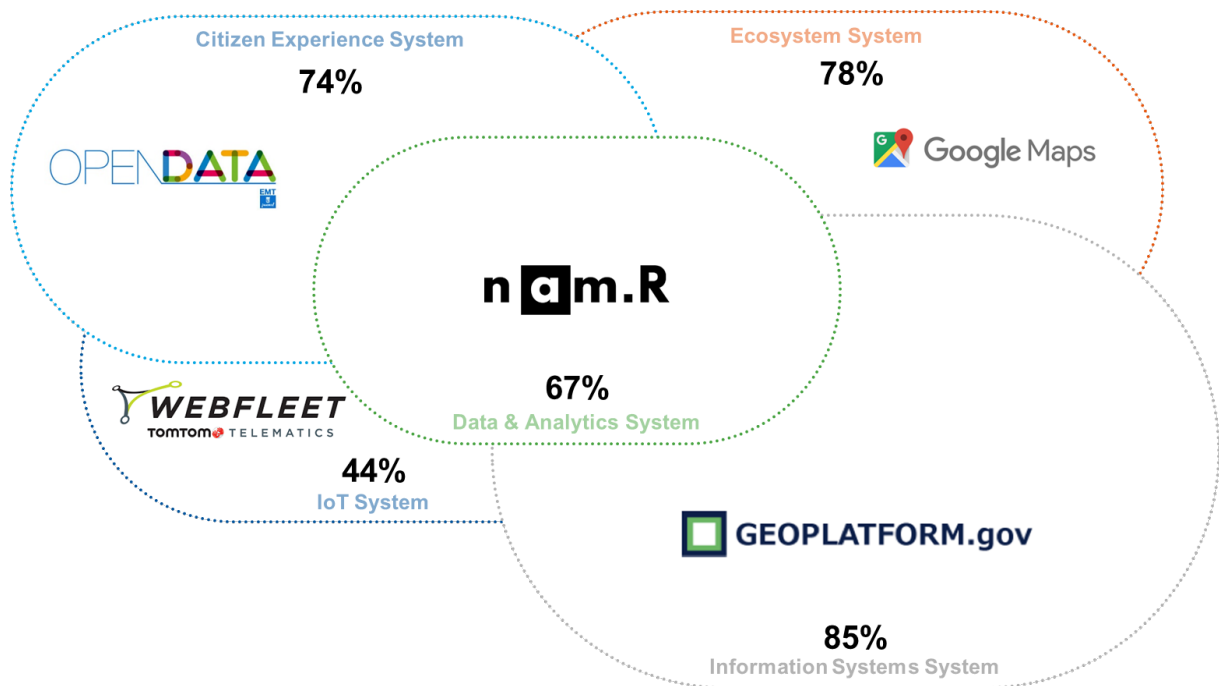 Citizen Experience System
74%
OPENDATA
EMT
Ecosystem System
78%
G
Google Maps
nam.R
67%
Data & Analytics System
WEBFLEET
TOMTOM TELEMATICS
44%
IoT System
GEOPLATFORM.gov
85%
Information Systems System